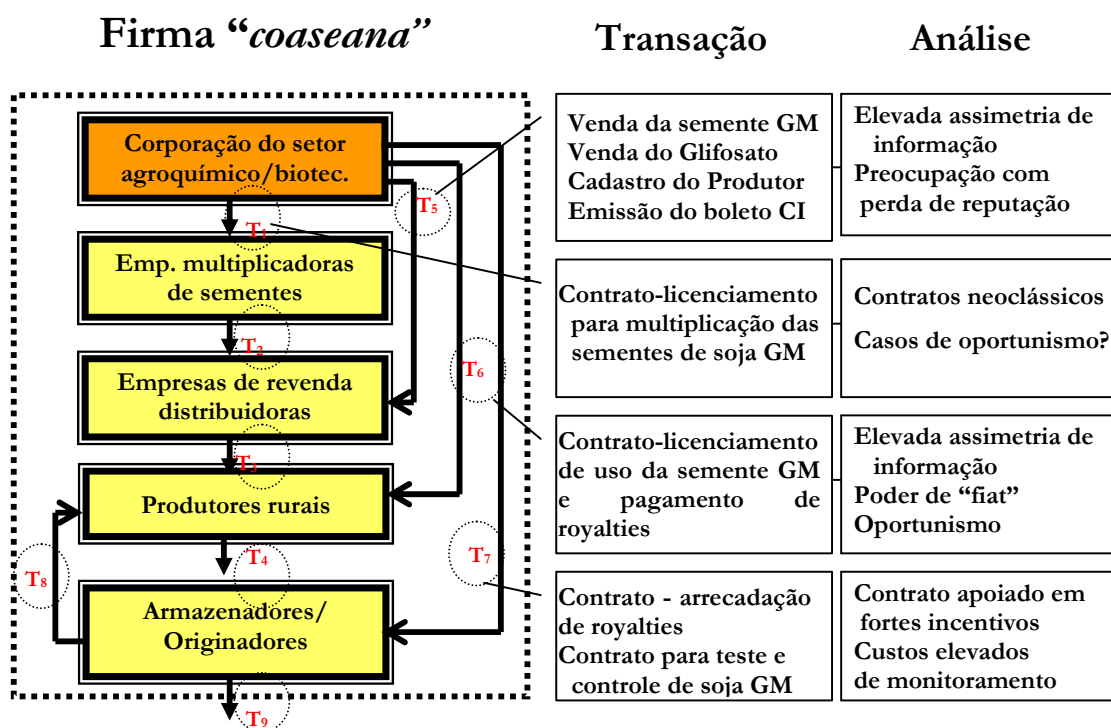 Firma “coaseana”
Transação
Análise
Corporação do setor
agroquímico/biotec.
T5
T1
Emp. multiplicadoras
de sementes
T2
T6
Empresas de revenda
distribuidoras
T3
Produtores rurais
T4
T7
T8
Armazenadores/
Originadores
T9
Venda da semente GM
Venda do Glifosato
Cadastro do Produtor
Emissão do boleto CI
Elevada assimetria de
informação
Preocupação com
perda de reputação
Contrato-licenciamento
para multiplicação das
sementes de soja GM
Contratos neoclássicos
Casos de oportunismo?
Contrato-licenciamento
de uso da semente GM
e pagamento de
royalties
Elevada assimetria de
informação
Poder de “fiat”
Oportunismo
Contrato - arrecadação
de royalties
Contrato para teste e
controle de soja GM
Contrato apoiado em
fortes incentivos
Custos elevados
de monitoramento